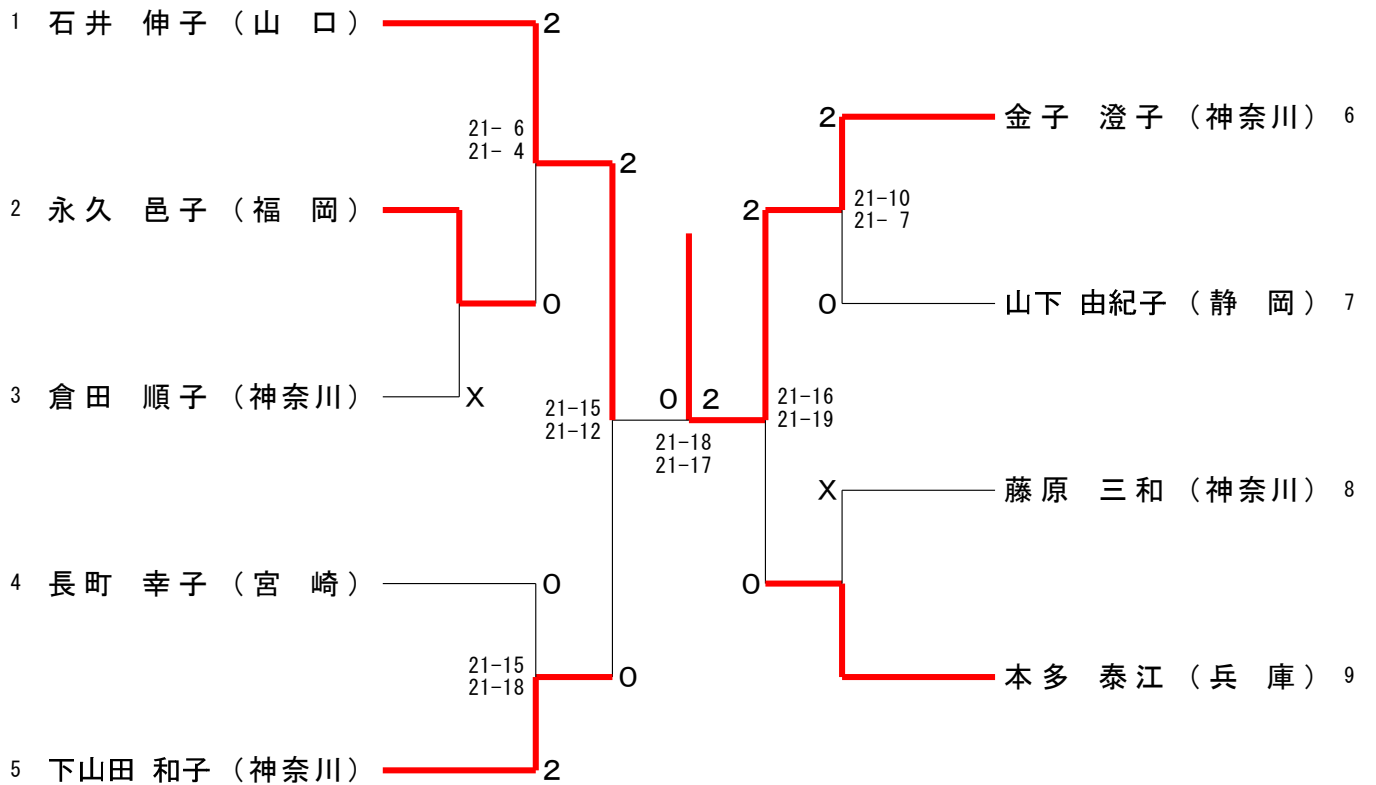 1 石井 伸子（山 口） 2
21- 6
21- 4
2
2 永久 邑子（福 岡）
0
3 倉田 順子（神奈川） X
21-15
21-12
4 長町 幸子（宮 崎） 0
21-15
21-18
0
5 下山田 和子（神奈川） 2
0 2
21-18
21-17
2 金子 澄子（神奈川） 6
2
21-10
21- 7
0 山下 由紀子（静 岡） 7
21-16
21-19
X 藤原 三和（神奈川） 8
0
本多 泰江（兵 庫） 9